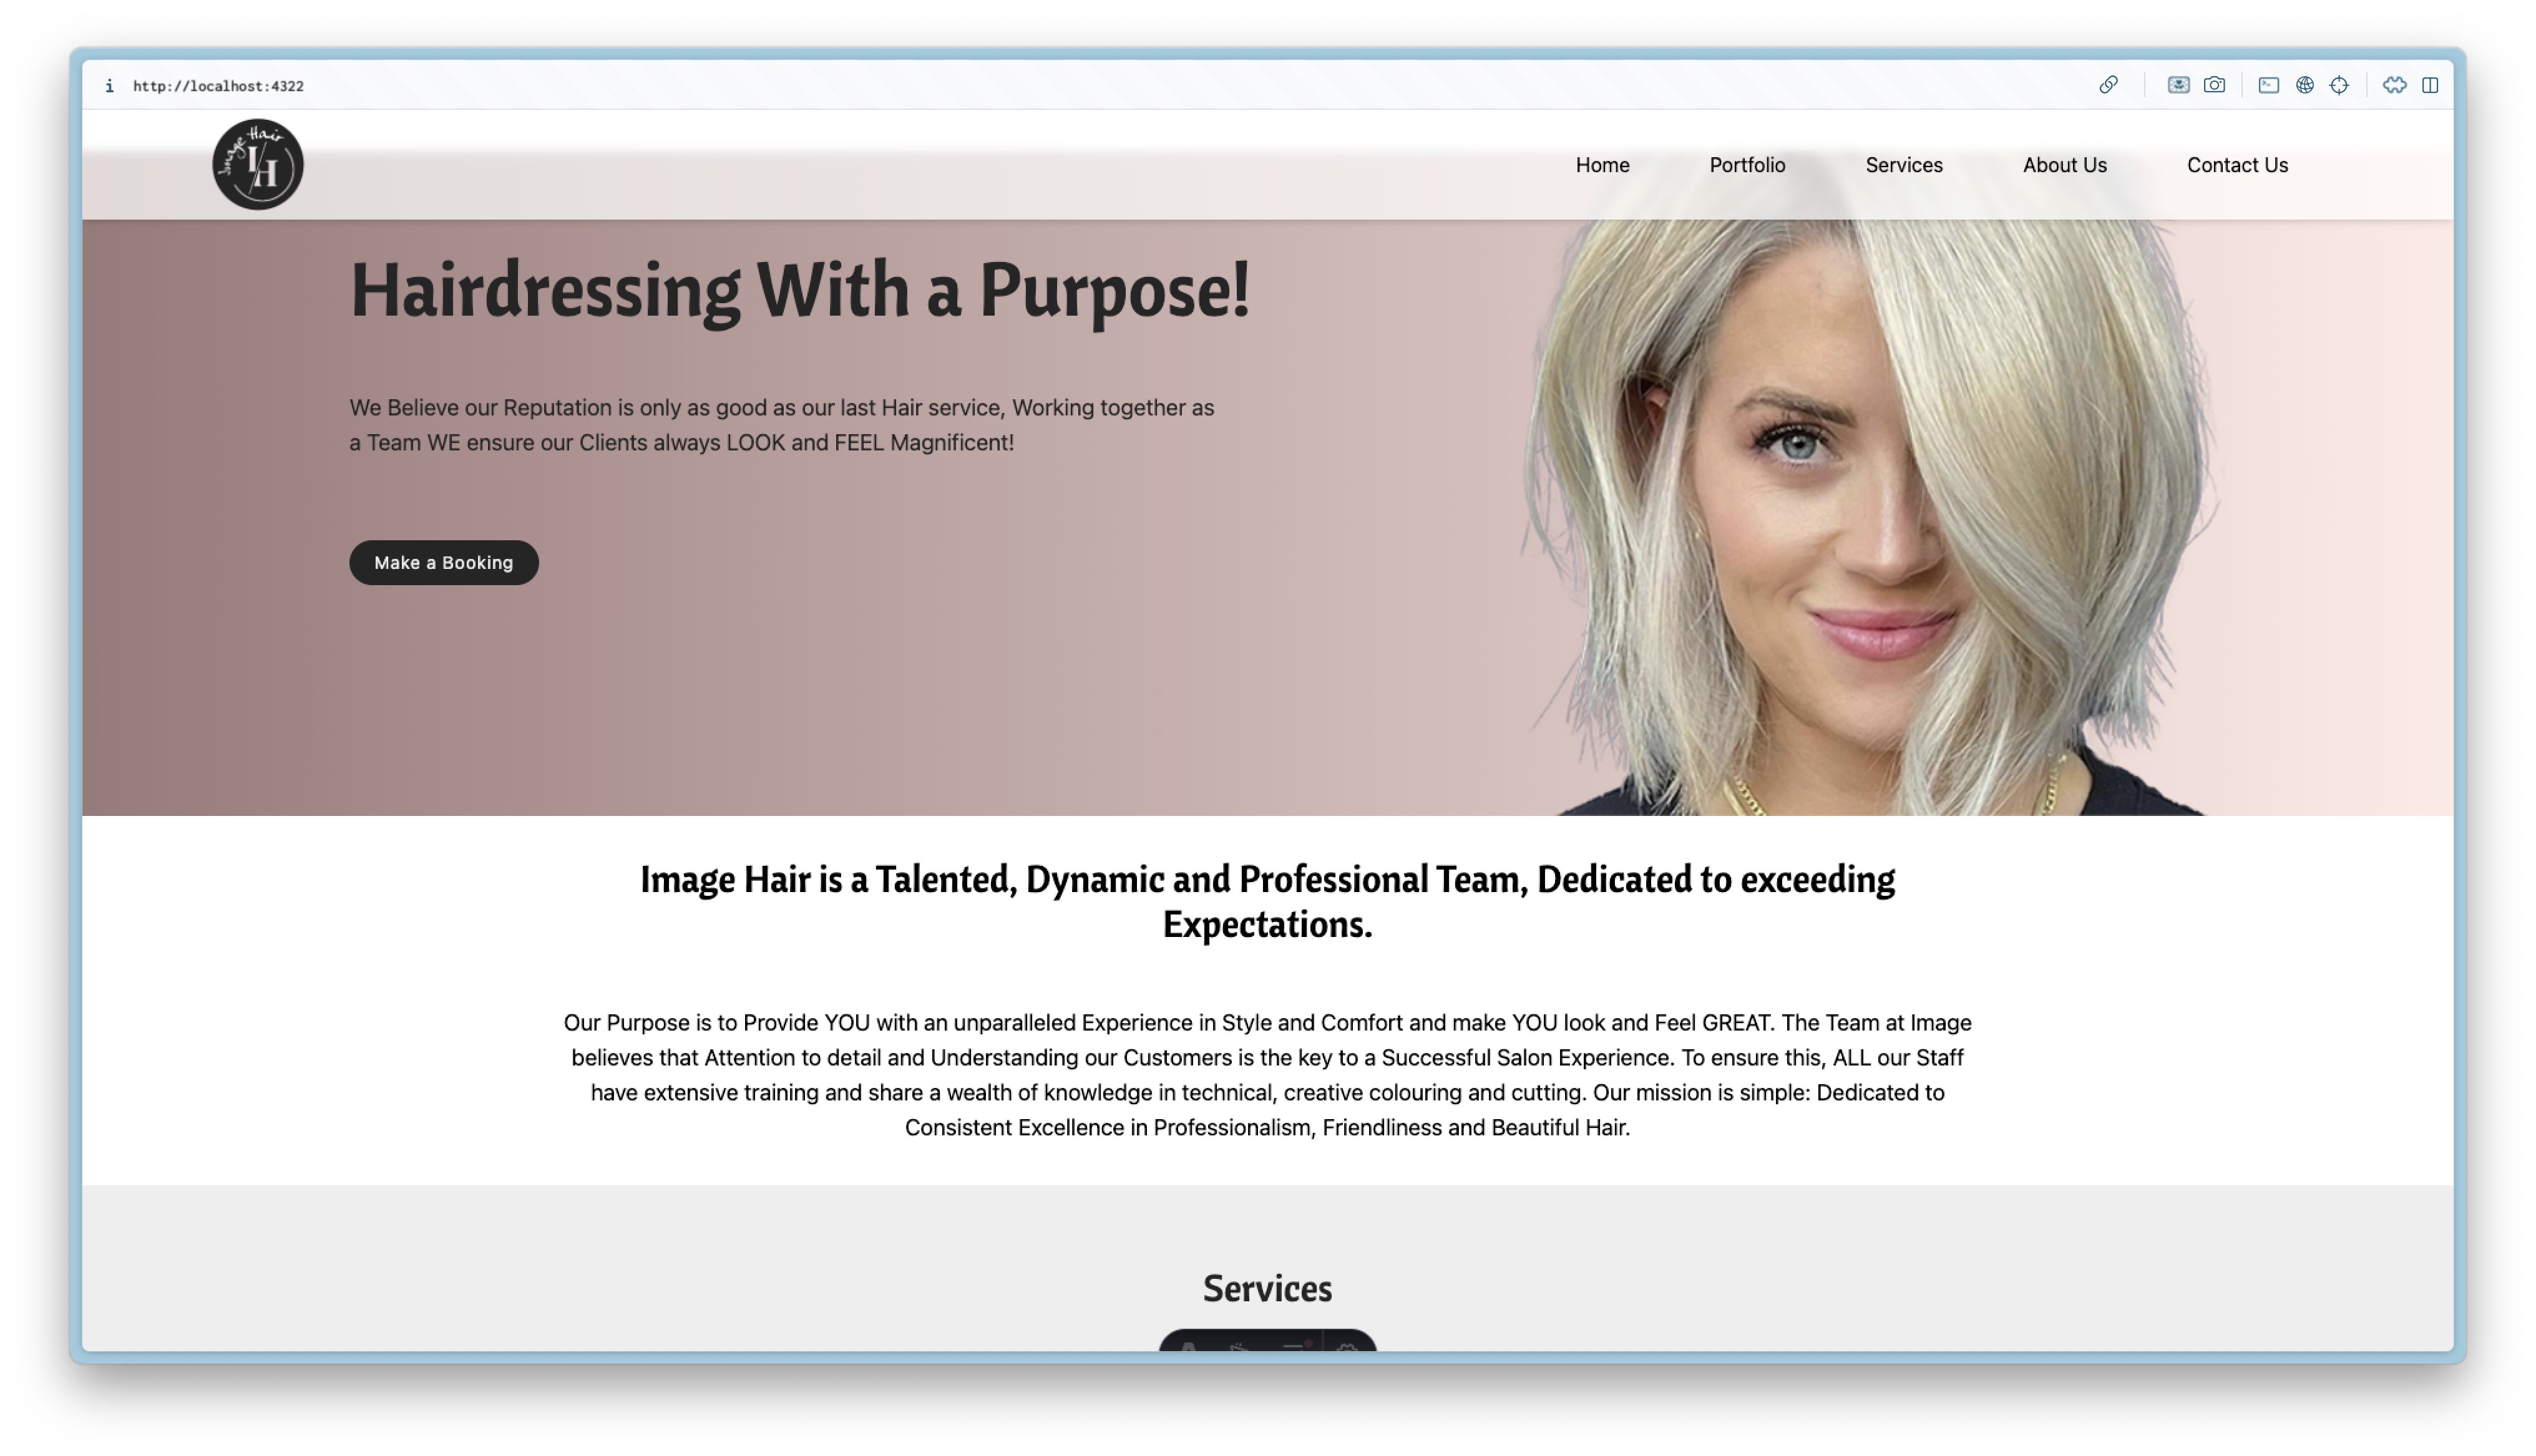 i http://localhost:4322
Image Hair
I/H
Home Portfolio Services About Us Contact Us
Hairdressing With a Purpose!
We Believe our Reputation is only as good as our last Hair service, Working together as
a Team WE ensure our Clients always LOOK and FEEL Magnificent!
Make a Booking
Image Hair is a Talented, Dynamic and Professional Team, Dedicated to exceeding
Expectations.
Our Purpose is to Provide YOU with an unparalleled Experience in Style and Comfort and make YOU look and Feel GREAT. The Team at Image
believes that Attention to detail and Understanding our Customers is the key to a Successful Salon Experience. To ensure this, ALL our Staff
have extensive training and share a wealth of knowledge in technical, creative colouring and cutting. Our mission is simple: Dedicated to
Consistent Excellence in Professionalism, Friendliness and Beautiful Hair.
Services